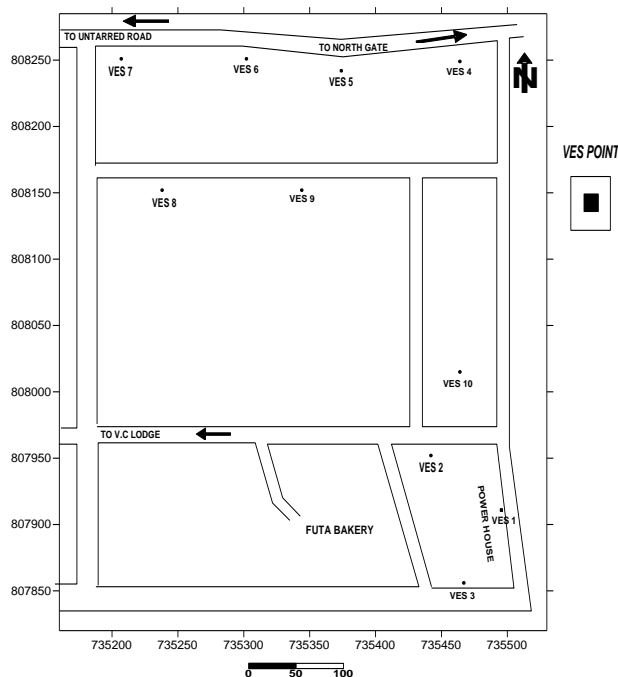 TO UNTARRED ROAD
TO NORTH GATE
N
808250
VES 7
VES 6
VES 5
VES 4
808200
VES POINT
808150
VES 8
VES 9
808100
808050
808000
VES 10
TO V.C LODGE
807950
VES 2
POWER HOUSE
VES 1
807900
FUTA BAKERY
807850
VES 3
735200 735250 735300 735350 735400 735450 735500
0 50 100